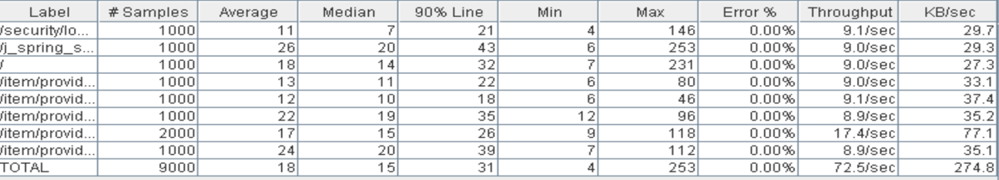 Label # Samples Average Median 90% Line Min Max Error % Throughput KB/sec
/security/lo... 1000 11 7 21 4 146 0.00% 9.1/sec 29.7
/j_spring_s... 1000 26 20 43 6 253 0.00% 9.0/sec 29.3
/ 1000 18 14 32 7 231 0.00% 9.0/sec 27.3
/item/provid... 1000 13 11 22 6 80 0.00% 9.0/sec 33.1
/item/provid... 1000 12 10 18 6 46 0.00% 9.1/sec 37.4
/item/provid... 1000 22 19 35 12 96 0.00% 8.9/sec 35.2
/item/provid... 2000 17 15 26 9 118 0.00% 17.4/sec 77.1
/item/provid... 1000 24 20 39 7 112 0.00% 8.9/sec 35.1
TOTAL 9000 18 15 31 4 253 0.00% 72.5/sec 274.8